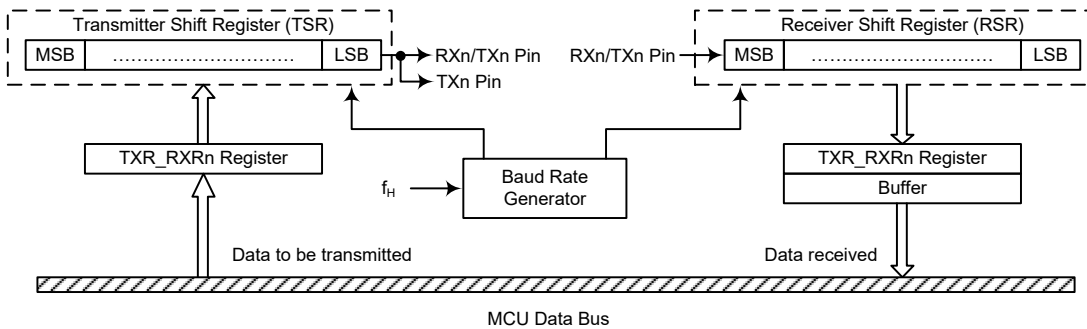 Transmitter Shift Register (TSR)
MSB .............................. LSB
RXn/TXn Pin
TXn Pin
Receiver Shift Register (RSR)
RXn/TXn Pin
MSB .............................. LSB
TXR_RXRn Register
fH
Baud Rate
Generator
TXR_RXRn Register
Buffer
Data to be transmitted
Data received
MCU Data Bus